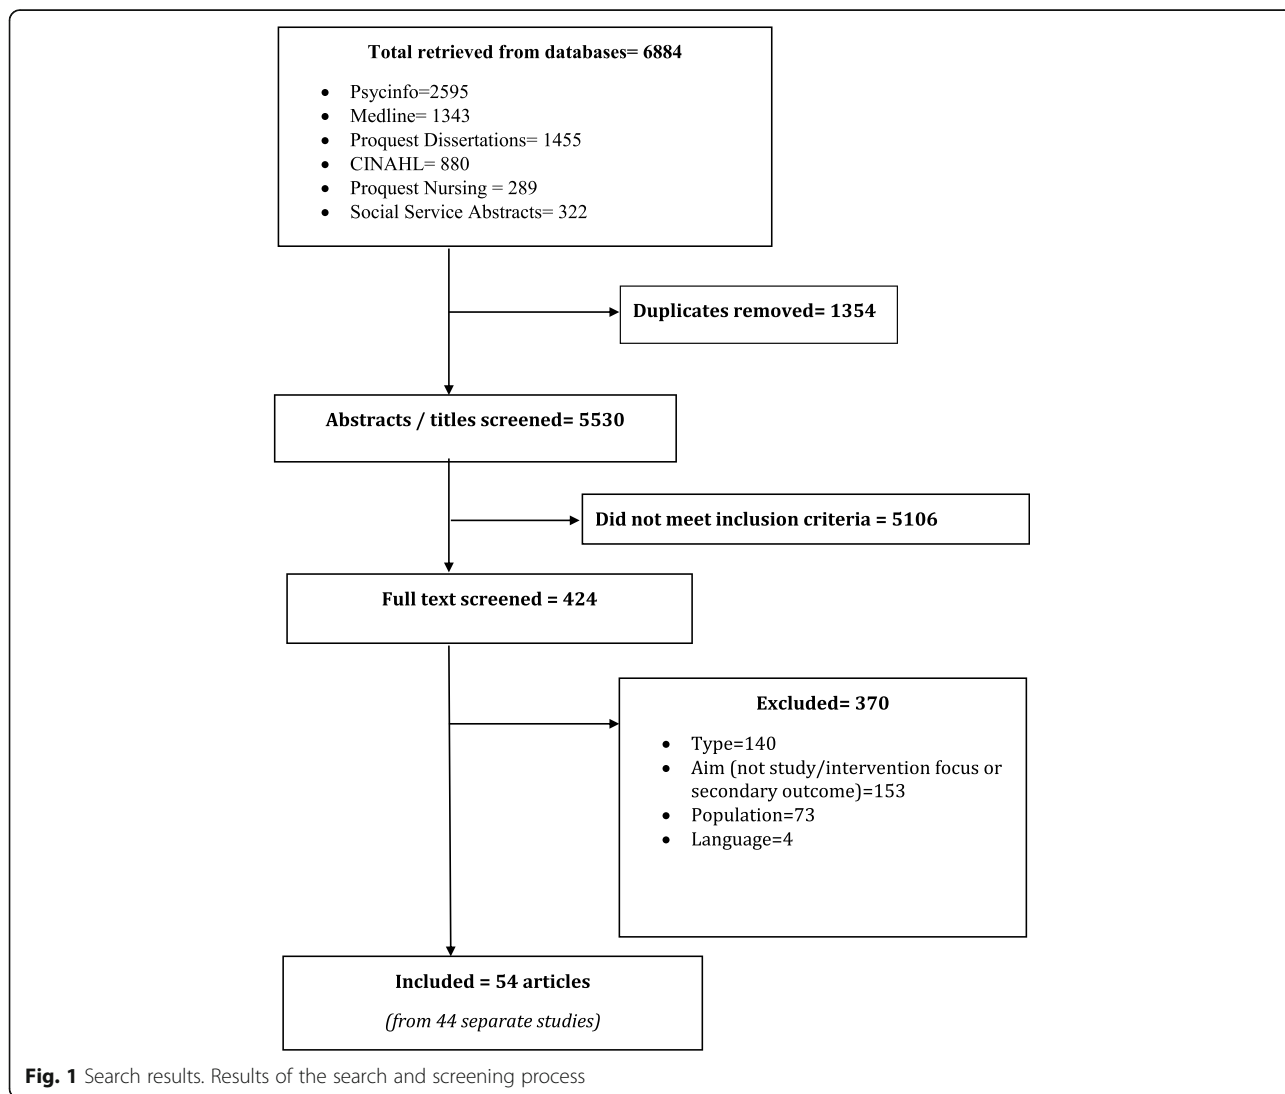 Total retrieved from databases= 6884
• Psycinfo=2595
• Medline= 1343
• Proquest Dissertations= 1455
• CINAHL= 880
• Proquest Nursing = 289
• Social Service Abstracts= 322
Duplicates removed= 1354
Abstracts / titles screened= 5530
Did not meet inclusion criteria = 5106
Full text screened = 424
Excluded= 370
• Type=140
• Aim (not study/intervention focus or
secondary outcome)=153
• Population=73
• Language=4
Included = 54 articles
(from 44 separate studies)
Fig. 1 Search results. Results of the search and screening process